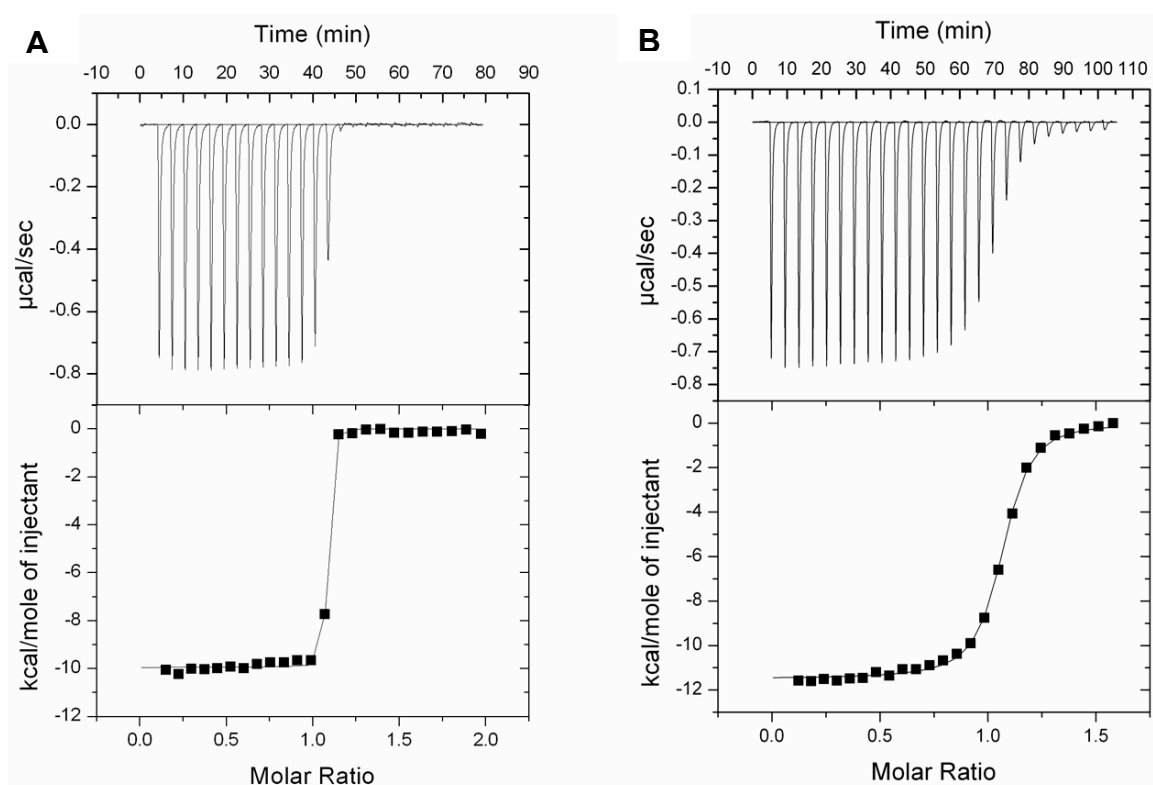 A
Time (min)
-10 0 10 20 30 40 50 60 70 80 90
0.0
-0.2
-0.4
-0.6
-0.8
µcal/sec
0
-2
-4
-6
-8
-10
-12
kcal/mole of injectant
0.0 0.5 1.0 1.5 2.0
Molar Ratio
B
Time (min)
-10 0 10 20 30 40 50 60 70 80 90 100 110
0.1
0.0
-0.1
-0.2
-0.3
-0.4
-0.5
-0.6
-0.7
-0.8
µcal/sec
0
-2
-4
-6
-8
-10
-12
kcal/mole of injectant
0.0 0.5 1.0 1.5
Molar Ratio